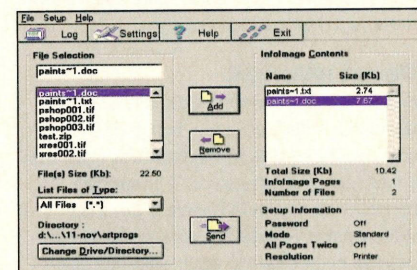 File Setup Help
Log Settings Help Exit
File Selection
paints~1.doc
paints~1.doc
paints~1.txt
pshop001.tif
pshop002.tif
pshop003.tif
test.zip
xres001.tif
xres002.tif
File(s) Size (Kb): 22.50
List Files of Type:
All Files (*.*)
Directory :
d:\...\11-nov\artprogs
Change Drive/Directory...
Add
Remove
Send
InfoImage Contents
Name Size (Kb)
paints~1.txt 2.74
paints~1.doc 7.67
Total Size (Kb) 10.42
InfoImage Pages 1
Number of Files 2
Setup Information
Password Off
Mode Standard
All Pages Twice Off
Resolution Printer